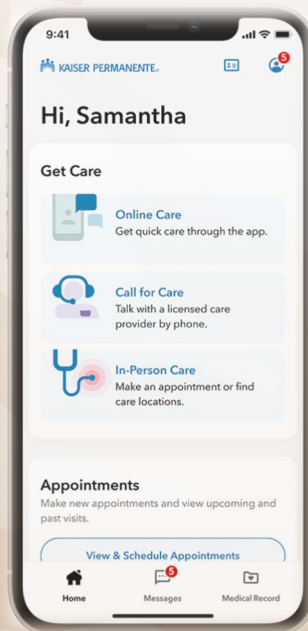 9:41
KAISER PERMANENTE®
5
Hi, Samantha
Get Care
Online Care
Get quick care through the app.
Call for Care
Talk with a licensed care
provider by phone.
In-Person Care
Make an appointment or find
care locations.
Appointments
Make new appointments and view upcoming and
past visits.
View & Schedule Appointments
5
Home Messages Medical Record